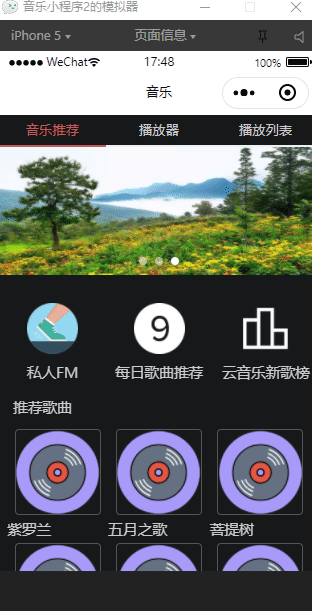 音乐小程序2的模拟器
iPhone 5 页面信息
WeChat 17:48 100%
音乐
音乐推荐 播放器 播放列表
9
私人FM 每日歌曲推荐 云音乐新歌榜
推荐歌曲
紫罗兰 五月之歌 菩提树